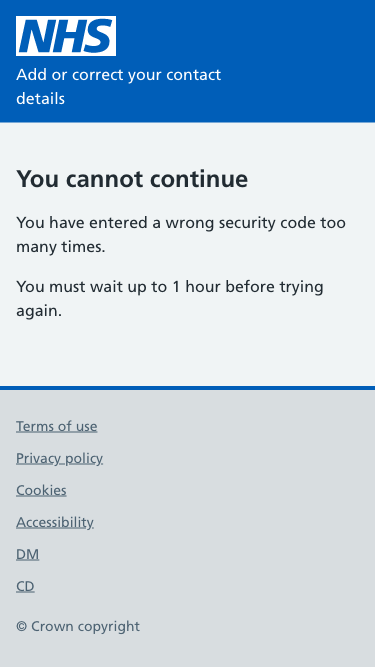 NHS
Add or correct your contact
details
You cannot continue
You have entered a wrong security code too
many times.
You must wait up to 1 hour before trying
again.
Terms of use
Privacy policy
Cookies
Accessibility
DM
CD
© Crown copyright